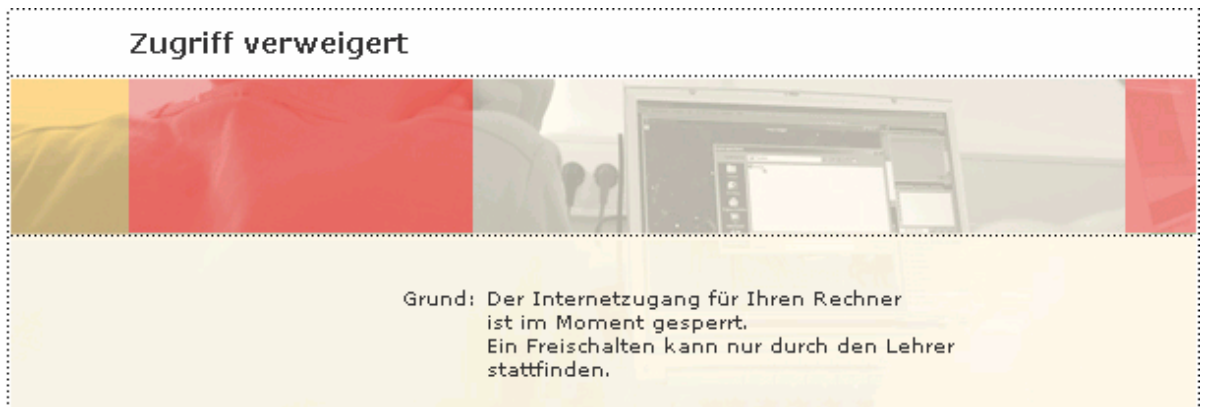 Zugriff verweigert
Grund: Der Internetzugang für Ihren Rechner
ist im Moment gesperrt.
Ein Freischalten kann nur durch den Lehrer
stattfinden.